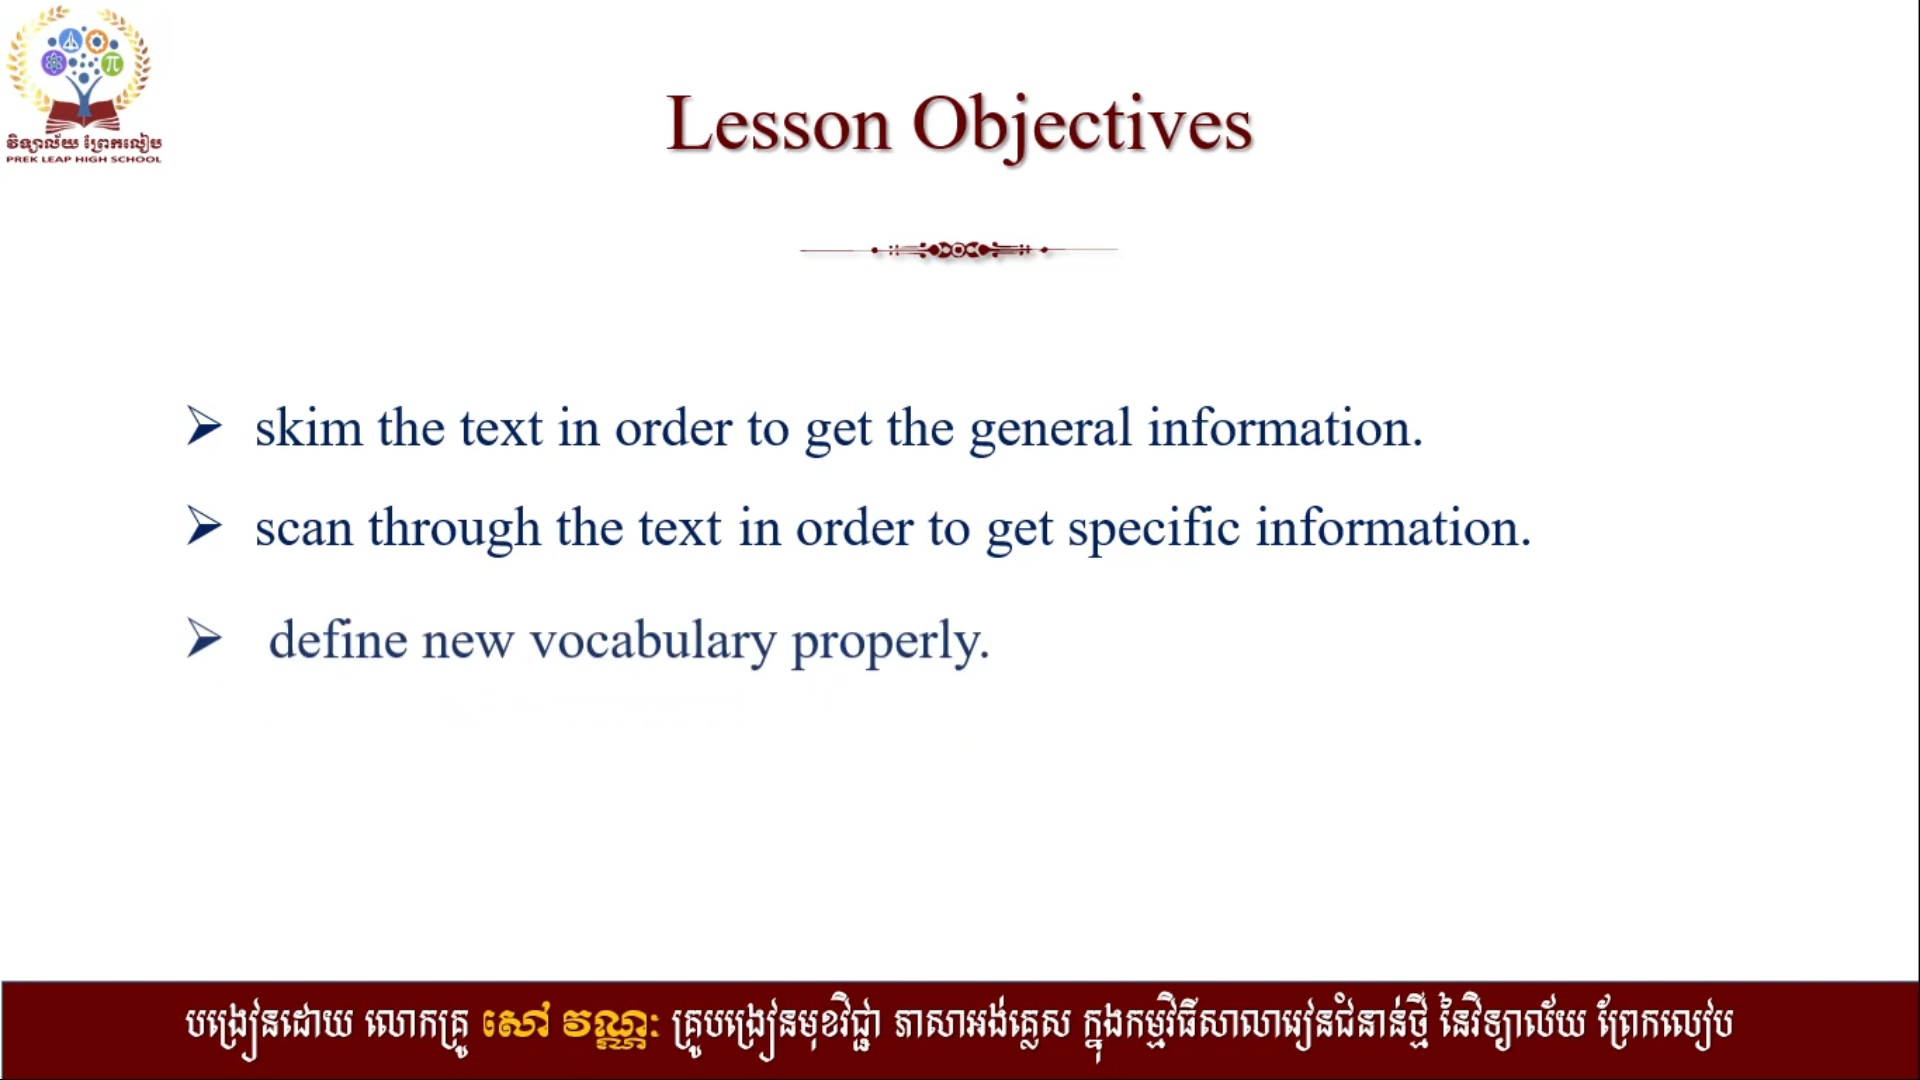 វិទ្យាល័យ ព្រែកលៀប
PREK LEAP HIGH SCHOOL
Lesson Objectives
skim the text in order to get the general information.
scan through the text in order to get specific information.
define new vocabulary properly.
បង្រៀនដោយ លោកគ្រូ សៅ វណ្ណៈ គ្រូបង្រៀនមុខវិជ្ជា ភាសាអង់គ្លេស ក្នុងកម្មវិធីសាលារៀនជំនាន់ថ្មី នៃវិទ្យាល័យ ព្រែកលៀប